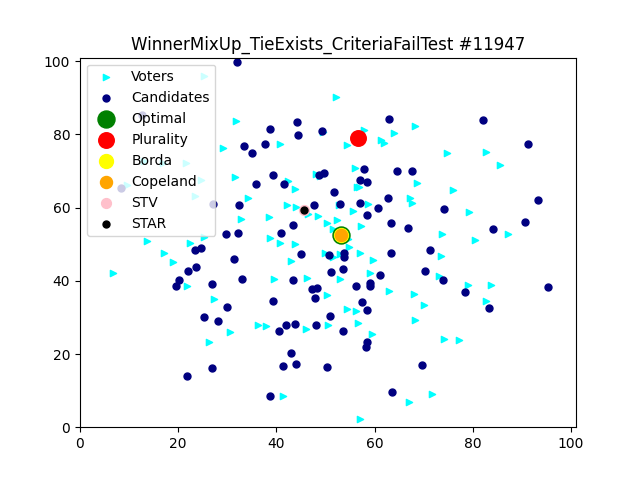 WinnerMixUp_TieExists_CriteriaFailTest #11947
100
80
60
40
20
0
Voters
Candidates
Optimal
Plurality
Borda
Copeland
STV
STAR
0 20 40 60 80 100